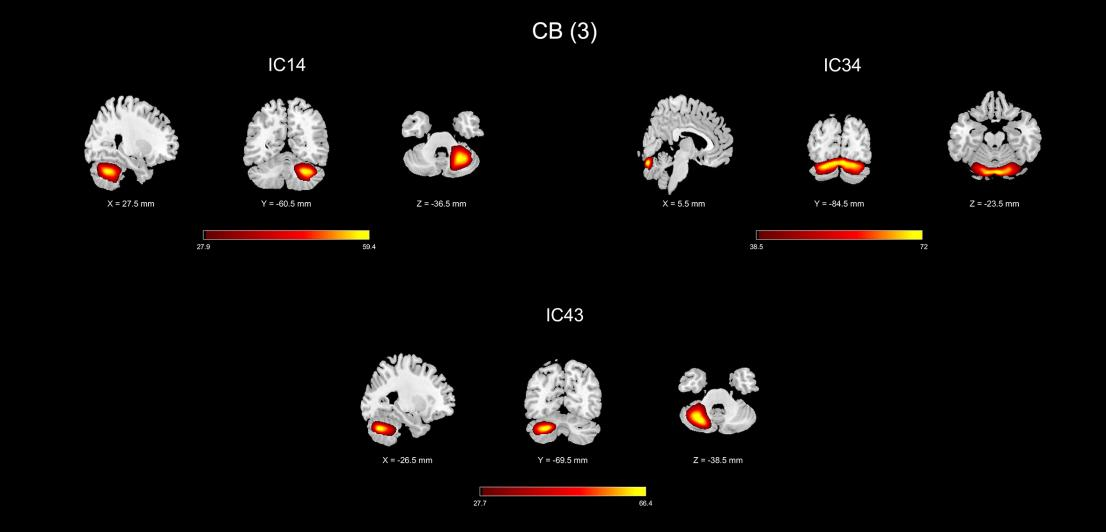 CB (3)
IC14
IC34
X = 27.5 mm
Y = -60.5 mm
Z = -36.5 mm
X = 5.5 mm
Y = -84.5 mm
Z = -23.5 mm
27.9
59.4
38.5
72
IC43
X = -26.5 mm
Y = -69.5 mm
Z = -38.5 mm
27.7
66.4